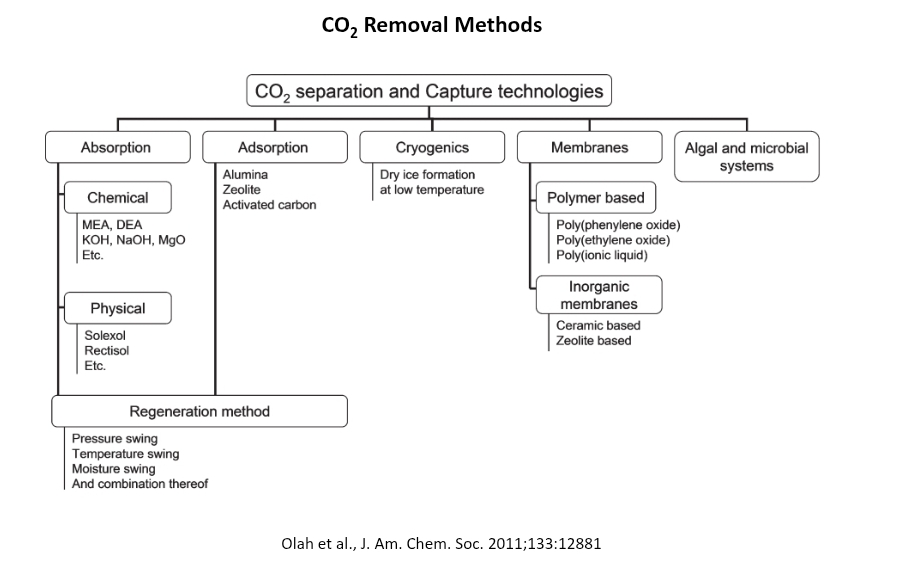 CO2 Removal Methods
CO2 separation and Capture technologies
Absorption
Adsorption
Cryogenics
Membranes
Algal and microbial
systems
Chemical
MEA, DEA
KOH, NaOH, MgO
Etc.
Physical
Solexol
Rectisol
Etc.
Alumina
Zeolite
Activated carbon
Dry ice formation
at low temperature
Polymer based
Poly(phenylene oxide)
Poly(ethylene oxide)
Poly(ionic liquid)
Inorganic
membranes
Ceramic based
Zeolite based
Regeneration method
Pressure swing
Temperature swing
Moisture swing
And combination thereof
Olah et al., J. Am. Chem. Soc. 2011;133:12881